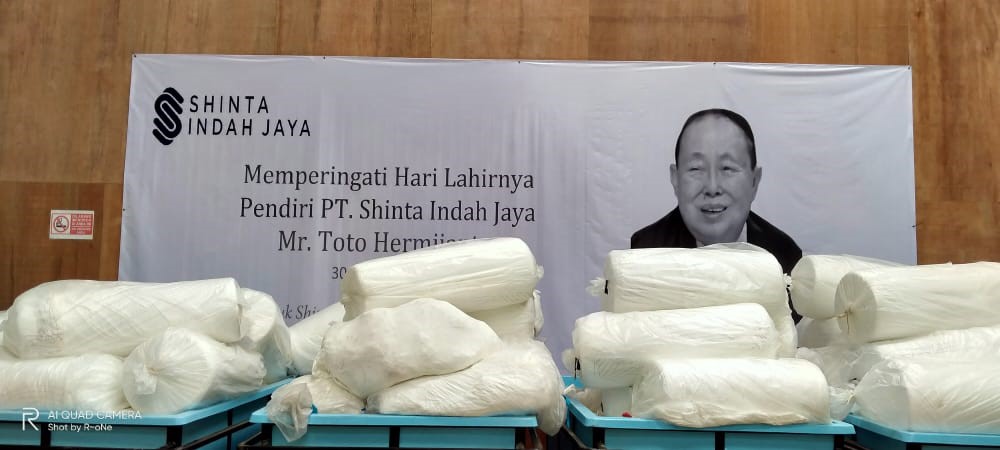 SHINTA
INDAH JAYA
Memperingati Hari Lahirnya
Pendiri PT. Shinta Indah Jaya
Mr. Toto
30
AI QUAD CAMERA
Shot by R-oNe